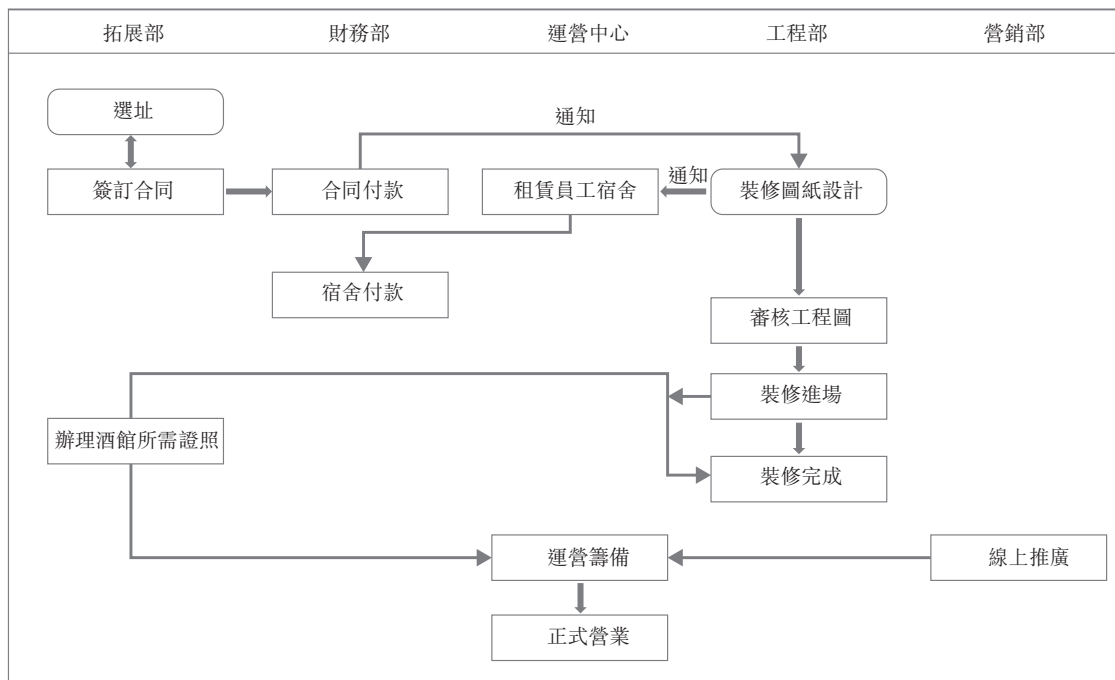 拓展部 財務部 運營中心 工程部 營銷部
選址
通知
簽訂合同 合同付款 租賃員工宿舍 通知 裝修圖紙設計
宿舍付款
審核工程圖
裝修進場
辦理酒館所需證照
裝修完成
運營籌備 線上推廣
正式營業